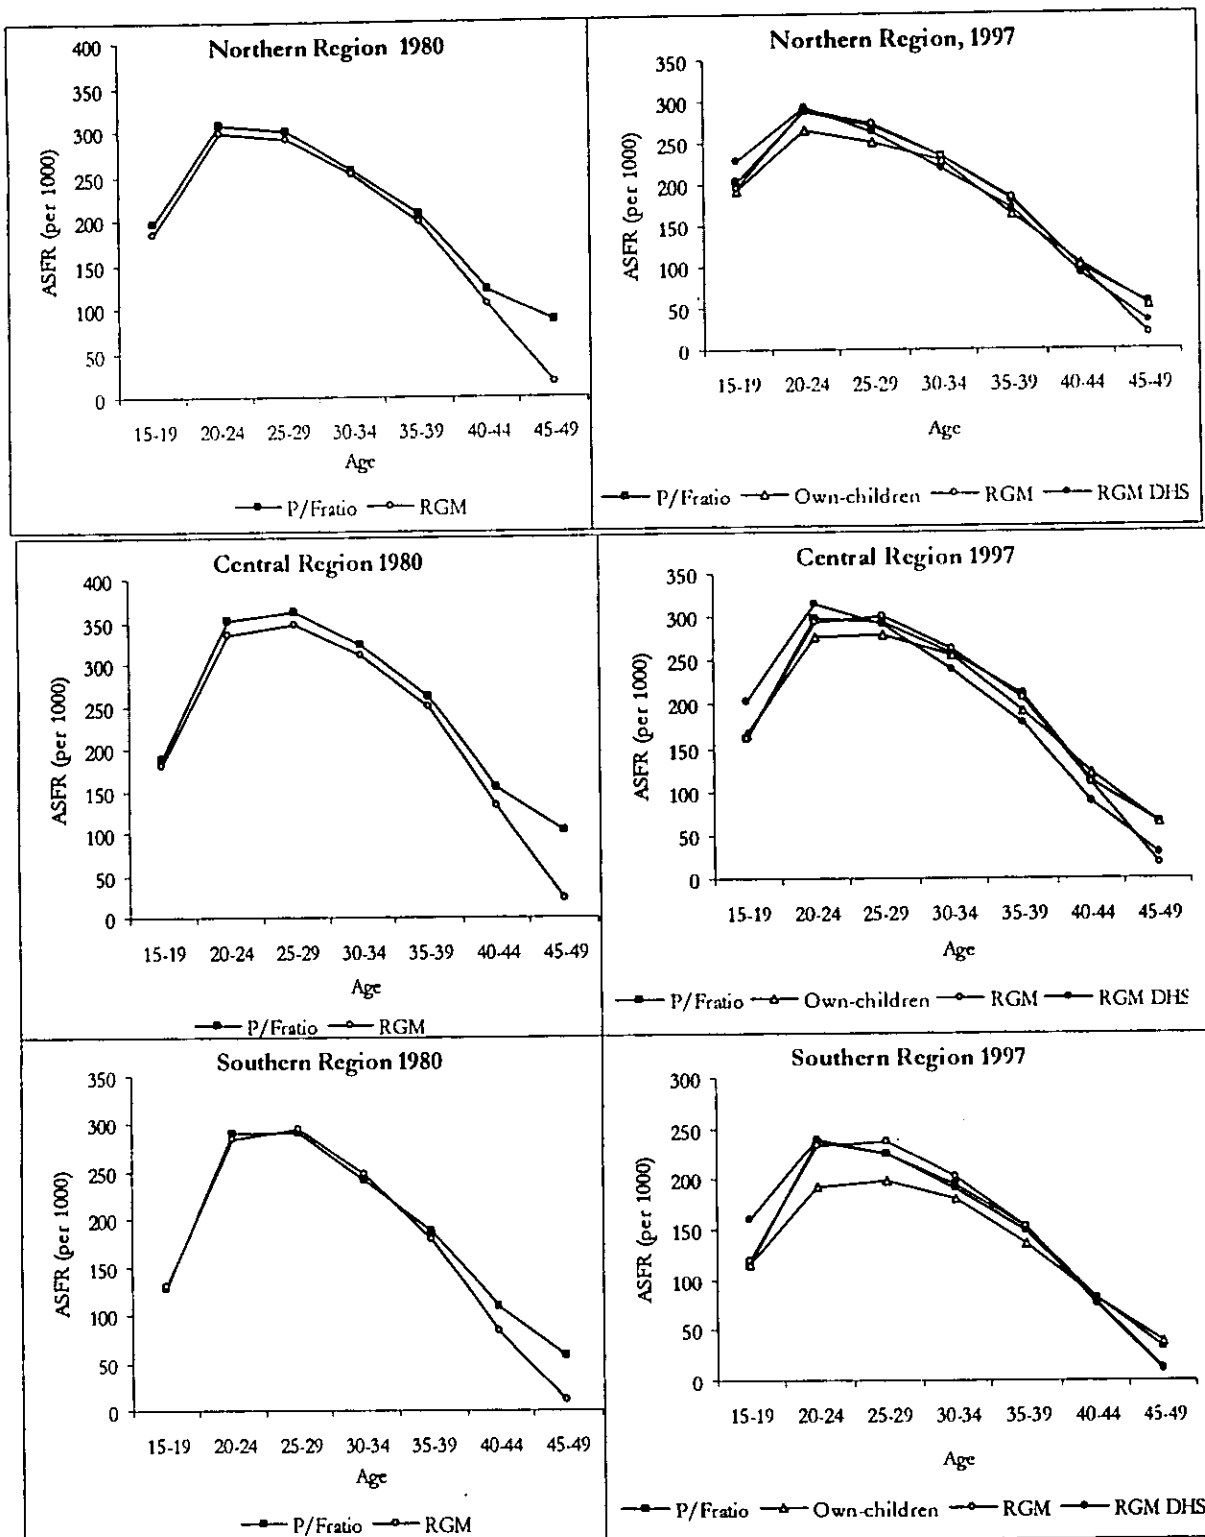 Northern Region 1980
400
350
300
250
200
150
100
50
0
ASFR (per 1000)
15-19 20-24 25-29 30-34 35-39 40-44 45-49
Age
P/Fratio RGM
Northern Region, 1997
350
300
250
200
150
100
50
0
ASFR (per 1000)
15-19 20-24 25-29 30-34 35-39 40-44 45-49
Age
P/Fratio Own-children RGM RGM DHS
Central Region 1980
400
350
300
250
200
150
100
50
0
ASFR (per 1000)
15-19 20-24 25-29 30-34 35-39 40-44 45-49
Age
P/Fratio RGM
Central Region 1997
350
300
250
200
150
100
50
0
ASFR (per 1000)
15-19 20-24 25-29 30-34 35-39 40-44 45-49
Age
P/Fratio Own-children RGM RGM DHS
Southern Region 1980
350
300
250
200
150
100
50
0
ASFR (per 1000)
15-19 20-24 25-29 30-34 35-39 40-44 45-49
Age
P/Fratio RGM
Southern Region 1997
300
250
200
150
100
50
0
ASFR (per 1000)
15-19 20-24 25-29 30-34 35-39 40-44 45-49
Age
P/Fratio Own-children RGM RGM DHS